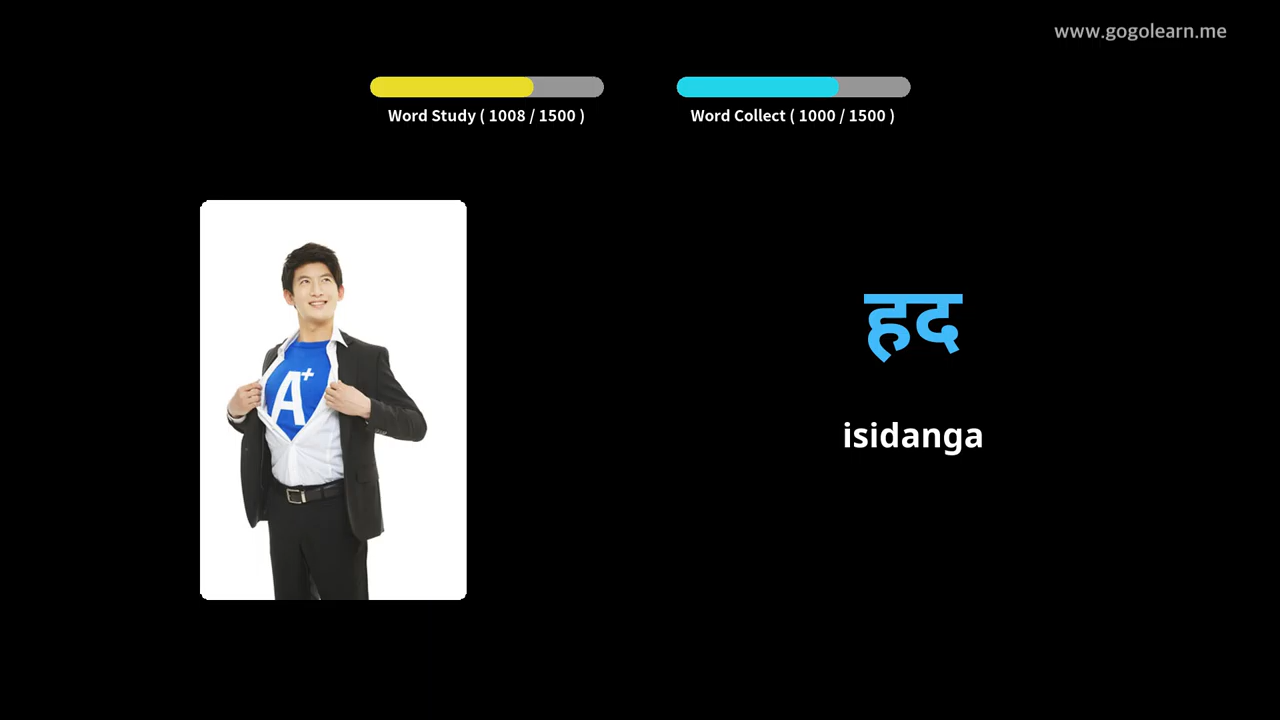 www.gogolearn.me
Word Study ( 1008 / 1500 )
Word Collect ( 1000 / 1500 )
A+
हद
isidanga